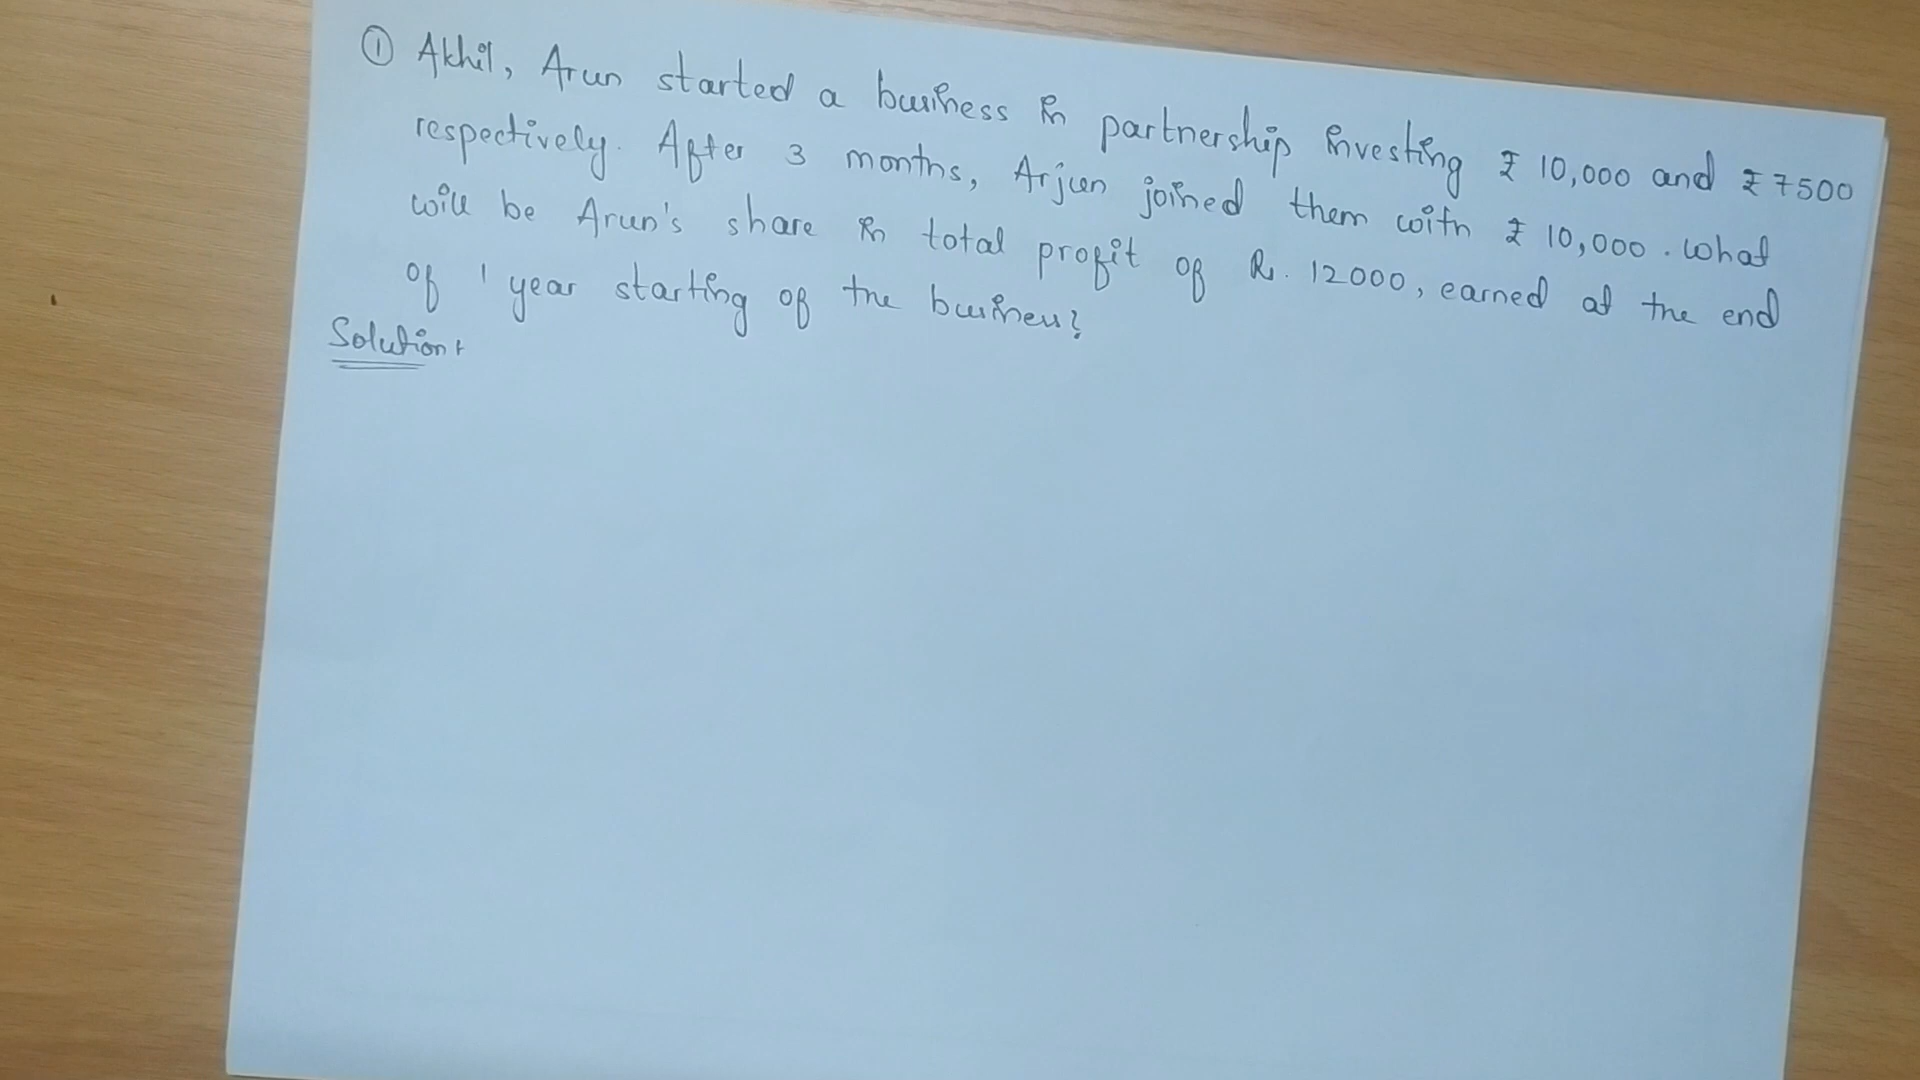 ① Akhil, Arun started a business in partnership investing ₹ 10,000 and ₹ 7500
respectively. After 3 months, Arjun joined them with ₹ 10,000. what
will be Arun's share in total profit of Rs. 12000, earned at the end
of 1 year starting of the business?
Solution: